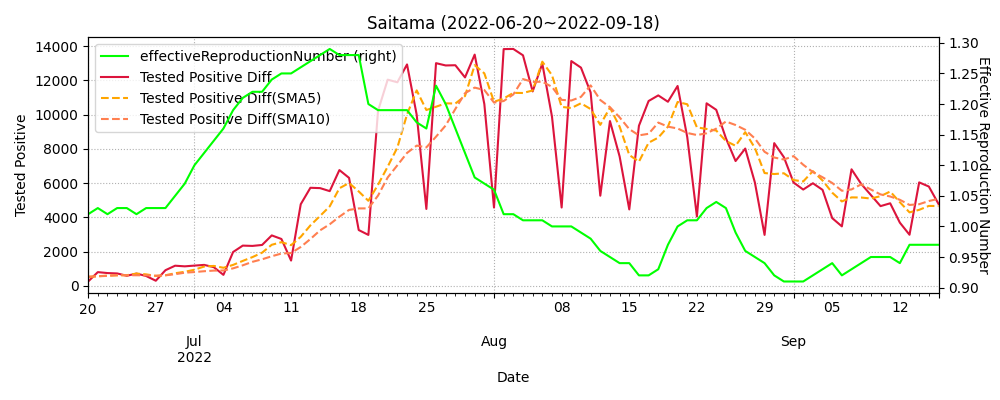 Saitama (2022-06-20~2022-09-18)
effectiveReproductionNumber (right)
Tested Positive Diff
Tested Positive Diff(SMA5)
Tested Positive Diff(SMA10)
Tested Positive
14000
12000
10000
8000
6000
4000
2000
0
1.30
1.25
1.20
1.15
1.10
1.05
1.00
0.95
0.90
Effective Reproduction Number
20 27 04 11 18 25 08 15 22 29 05 12
Jul Aug Sep
2022
Date